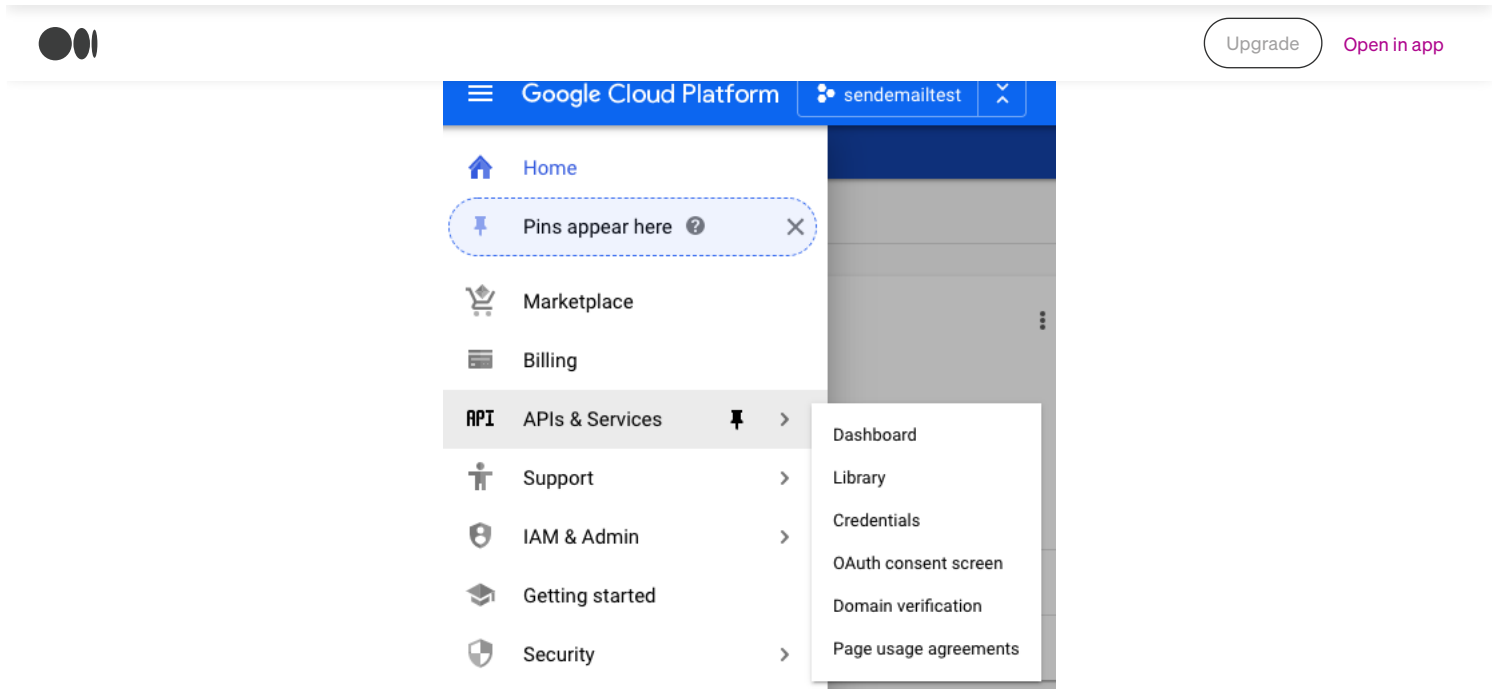 Upgrade Open in app
Google Cloud Platform sendemailtest
Home
Pins appear here
Marketplace
Billing
API APIs & Services
Dashboard
Library
Support
Credentials
IAM & Admin
OAuth consent screen
Getting started
Domain verification
Security
Page usage agreements